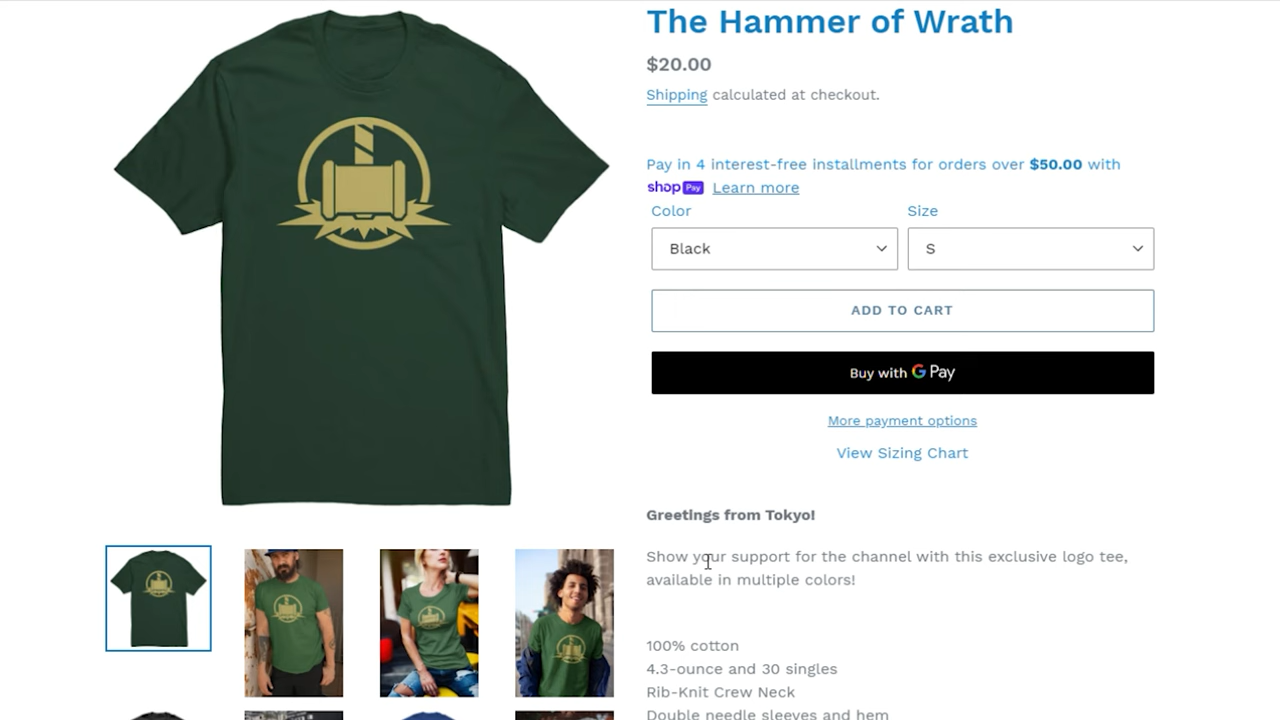 The Hammer of Wrath
$20.00
Shipping calculated at checkout.
Pay in 4 interest-free installments for orders over $50.00 with
shop Pay Learn more
Color Size
Black S
ADD TO CART
Buy with G Pay
More payment options
View Sizing Chart
Greetings from Tokyo!
Show your support for the channel with this exclusive logo tee,
available in multiple colors!
100% cotton
4.3-ounce and 30 singles
Rib-Knit Crew Neck
Double needle sleeves and hem